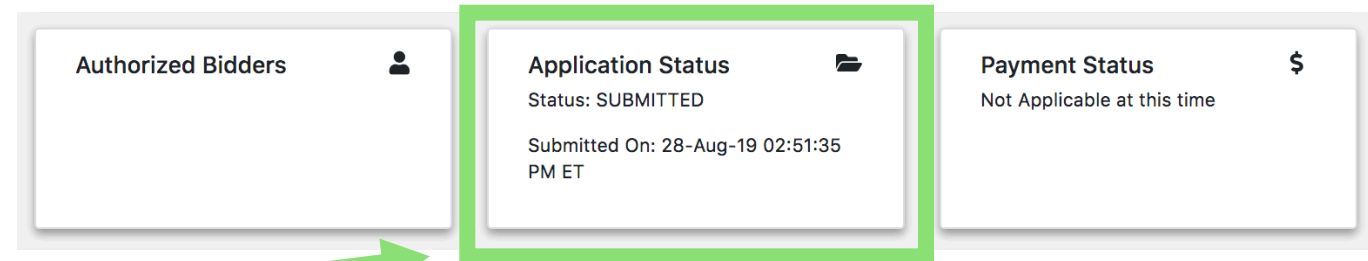 Authorized Bidders
Application Status
Status: SUBMITTED
Submitted On: 28-Aug-19 02:51:35
PM ET
Payment Status
$
Not Applicable at this time